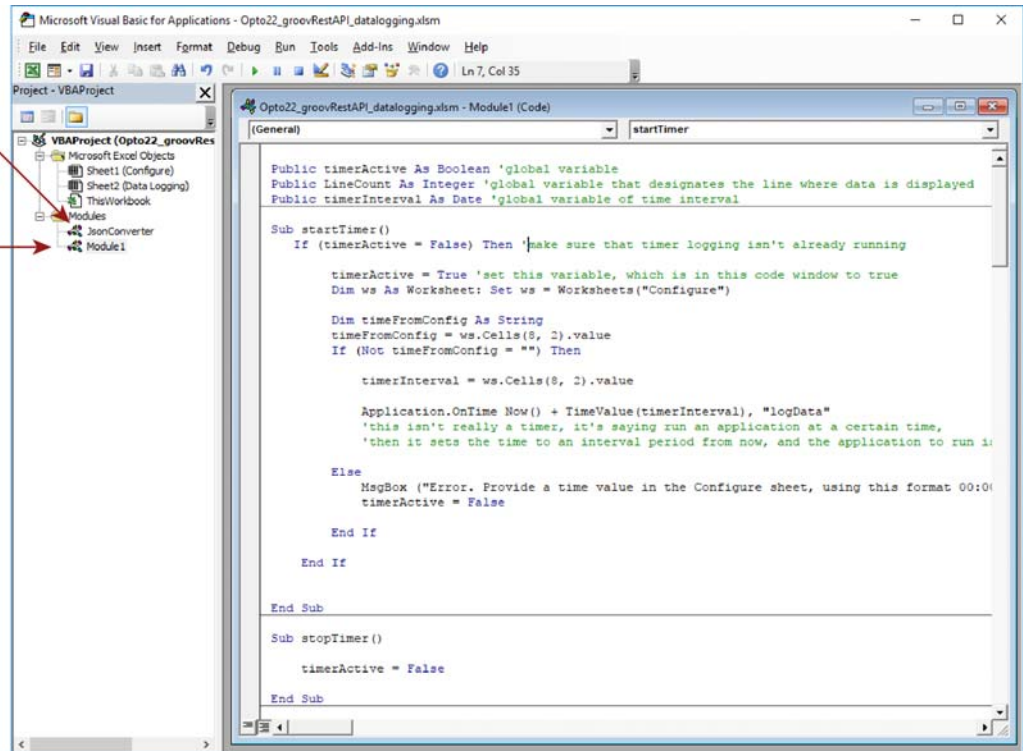 Microsoft Visual Basic for Applications - Opto22_groovRestAPI_datalogging.xlsm
File Edit View Insert Format Debug Run Tools Add-Ins Window Help
Ln 7, Col 35
Project - VBAProject
VBAProject (Opto22_groovRes
Microsoft Excel Objects
Sheet1 (Configure)
Sheet2 (Data Logging)
ThisWorkbook
Modules
JsonConverter
Module1
Opto22_groovRestAPI_datalogging.xlsm - Module1 (Code)
(General) startTimer
Public timerActive As Boolean 'global variable
Public LineCount As Integer 'global variable that designates the line where data is displayed
Public timerInterval As Date 'global variable of time interval
Sub startTimer()
If (timerActive = False) Then 'make sure that timer logging isn't already running
timerActive = True 'set this variable, which is in this code window to true
Dim ws As Worksheet: Set ws = Worksheets("Configure")
Dim timeFromConfig As String
timeFromConfig = ws.Cells(8, 2).value
If (Not timeFromConfig = "") Then
timerInterval = ws.Cells(8, 2).value
Application.OnTime Now() + TimeValue(timerInterval), "logData"
'this isn't really a timer, it's saying run an application at a certain time,
'then it sets the time to an interval period from now, and the application to run i
Else
MsgBox ("Error. Provide a time value in the Configure sheet, using this format 00:0
timerActive = False
End If
End If
End Sub
Sub stopTimer()
timerActive = False
End Sub